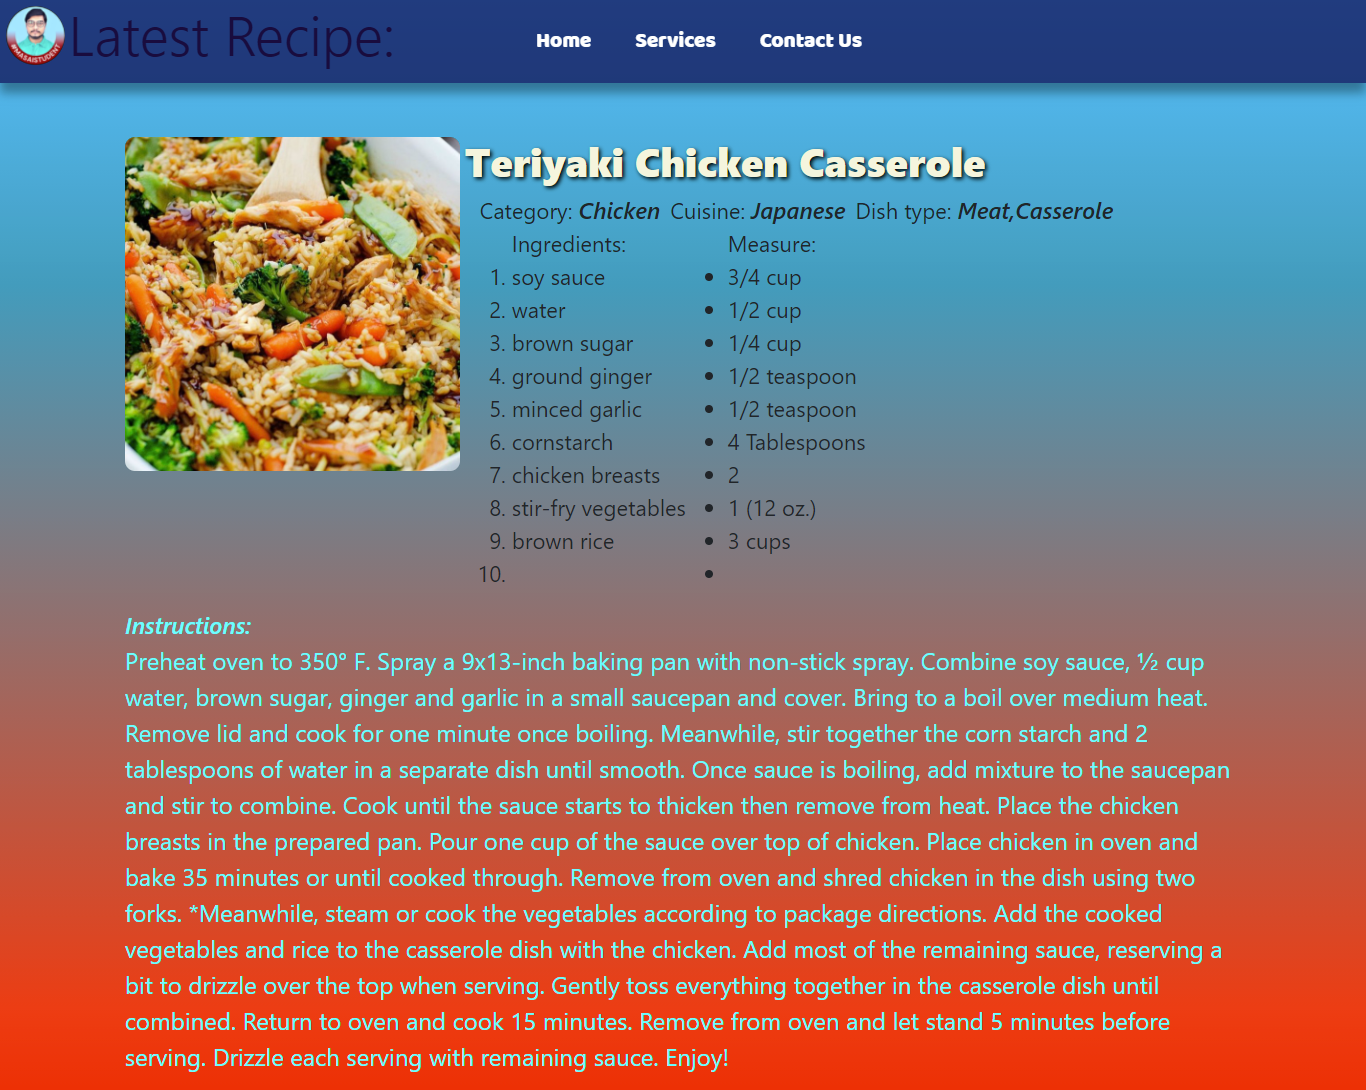 #MASAISTUDENT
Latest Recipe:
Home Services Contact Us
Teriyaki Chicken Casserole
Category: Chicken Cuisine: Japanese Dish type: Meat,Casserole
Ingredients: Measure:
1. soy sauce • 3/4 cup
2. water • 1/2 cup
3. brown sugar • 1/4 cup
4. ground ginger • 1/2 teaspoon
5. minced garlic • 1/2 teaspoon
6. cornstarch • 4 Tablespoons
7. chicken breasts • 2
8. stir-fry vegetables • 1 (12 oz.)
9. brown rice • 3 cups
10. •
Instructions:
Preheat oven to 350° F. Spray a 9x13-inch baking pan with non-stick spray. Combine soy sauce, ½ cup
water, brown sugar, ginger and garlic in a small saucepan and cover. Bring to a boil over medium heat.
Remove lid and cook for one minute once boiling. Meanwhile, stir together the corn starch and 2
tablespoons of water in a separate dish until smooth. Once sauce is boiling, add mixture to the saucepan
and stir to combine. Cook until the sauce starts to thicken then remove from heat. Place the chicken
breasts in the prepared pan. Pour one cup of the sauce over top of chicken. Place chicken in oven and
bake 35 minutes or until cooked through. Remove from oven and shred chicken in the dish using two
forks. *Meanwhile, steam or cook the vegetables according to package directions. Add the cooked
vegetables and rice to the casserole dish with the chicken. Add most of the remaining sauce, reserving a
bit to drizzle over the top when serving. Gently toss everything together in the casserole dish until
combined. Return to oven and cook 15 minutes. Remove from oven and let stand 5 minutes before
serving. Drizzle each serving with remaining sauce. Enjoy!